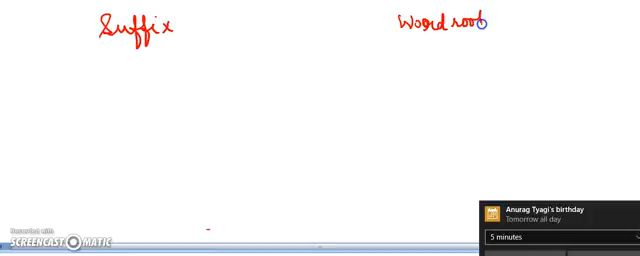 Suffix Word root
Anurag Tyagi's birthday
Tomorrow all day
5 minutes
Recorded with
SCREENCAST MATIC